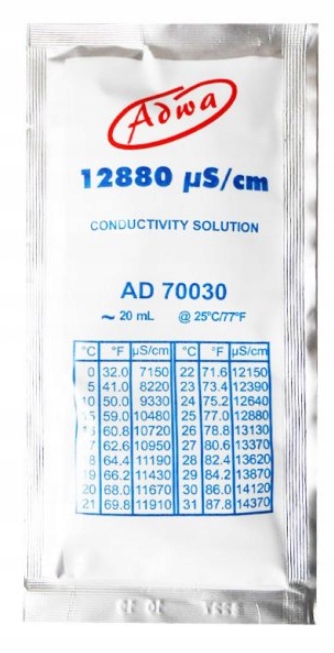 Adwa
12880 µS/cm
CONDUCTIVITY SOLUTION
AD 70030
~ 20 mL @ 25°C/77°F
°C °F µS/cm °C °F µS/cm
0 32.0 7150 22 71.6 12150
5 41.0 8220 23 73.4 12390
10 50.0 9330 24 75.2 12640
15 59.0 10480 25 77.0 12880
16 60.8 10720 26 78.8 13130
17 62.6 10950 27 80.6 13370
18 64.4 11190 28 82.4 13620
19 66.2 11430 29 84.2 13870
20 68.0 11670 30 86.0 14120
21 69.8 11910 31 87.8 14370